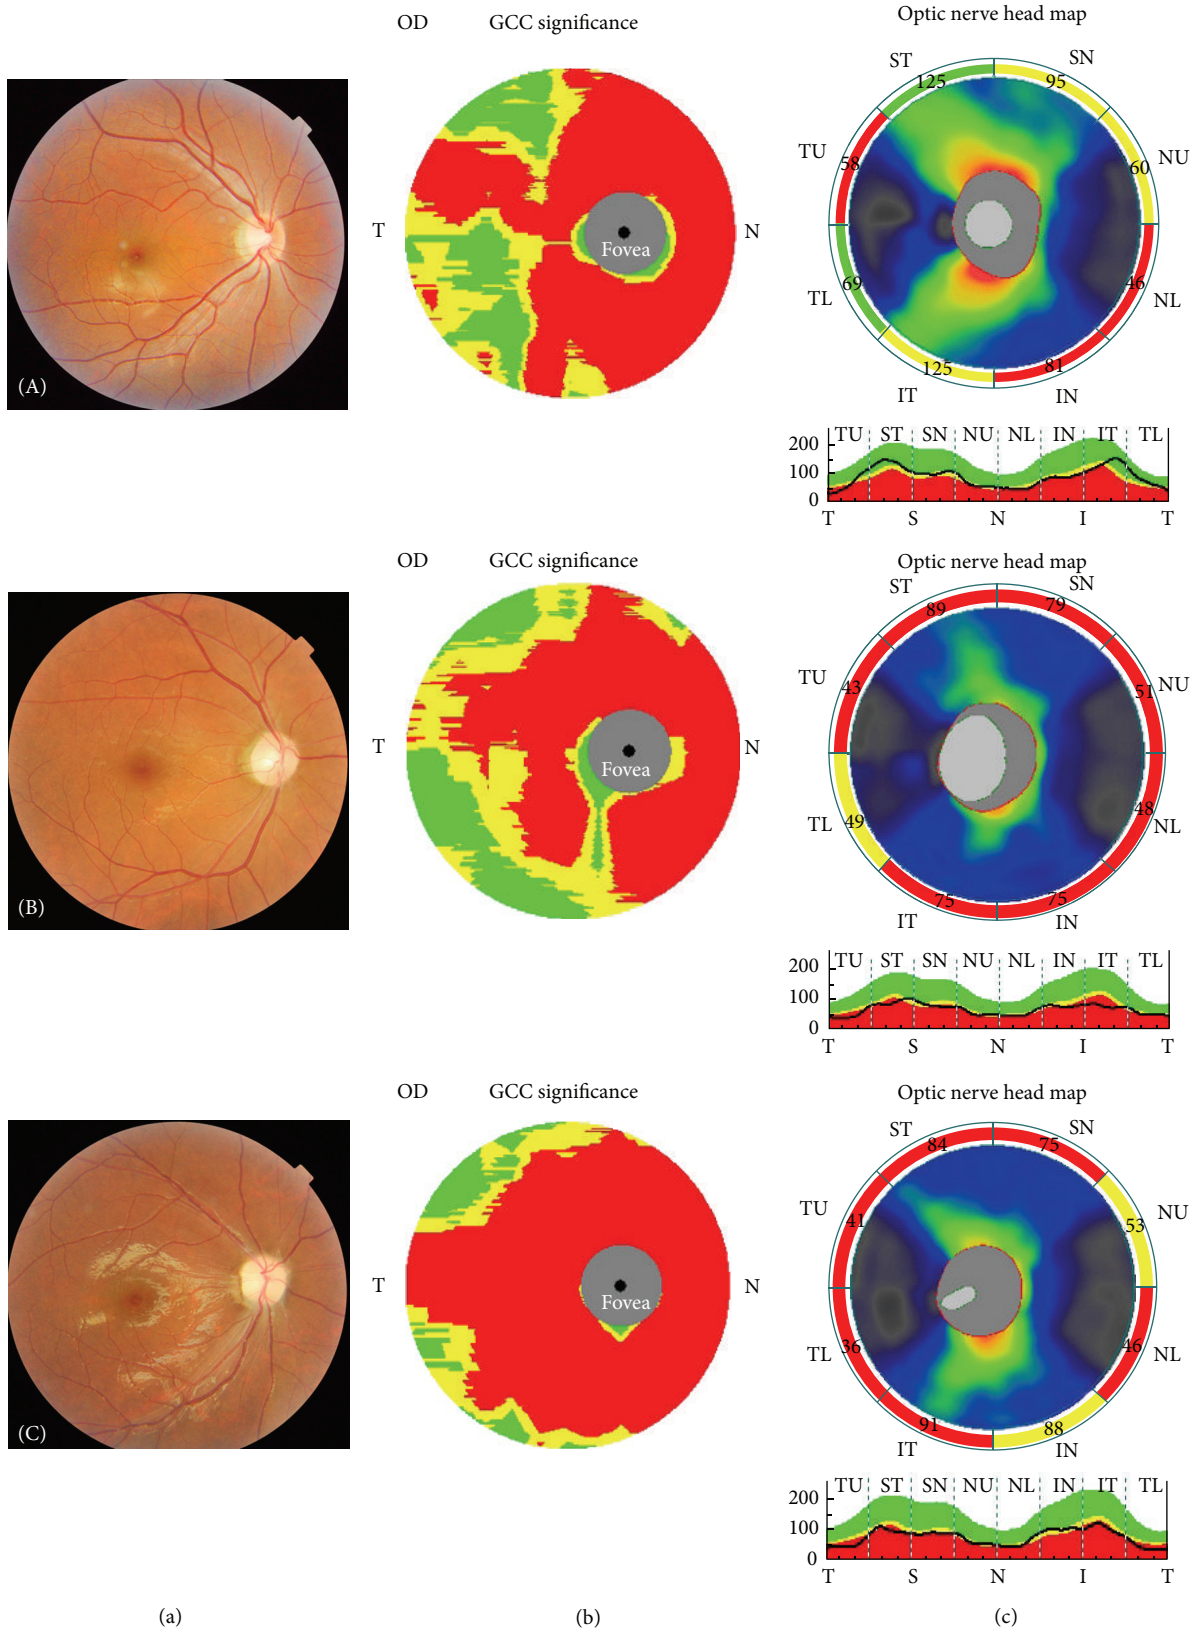 OD GCC significance Optic nerve head map
(A)
T Fovea N
ST 125 95 SN
TU 58 60 NU
TL 69 46 NL
IT 125 81 IN
TU ST SN NU NL IN IT TL
200
100
0
T S N I T
OD GCC significance Optic nerve head map
(B)
T Fovea N
ST 89 79 SN
TU 43 51 NU
TL 49 48 NL
IT 75 75 IN
TU ST SN NU NL IN IT TL
200
100
0
T S N I T
OD GCC significance Optic nerve head map
(C)
T Fovea N
ST 84 75 SN
TU 41 53 NU
TL 36 46 NL
IT 91 88 IN
TU ST SN NU NL IN IT TL
200
100
0
T S N I T
(a) (b) (c)